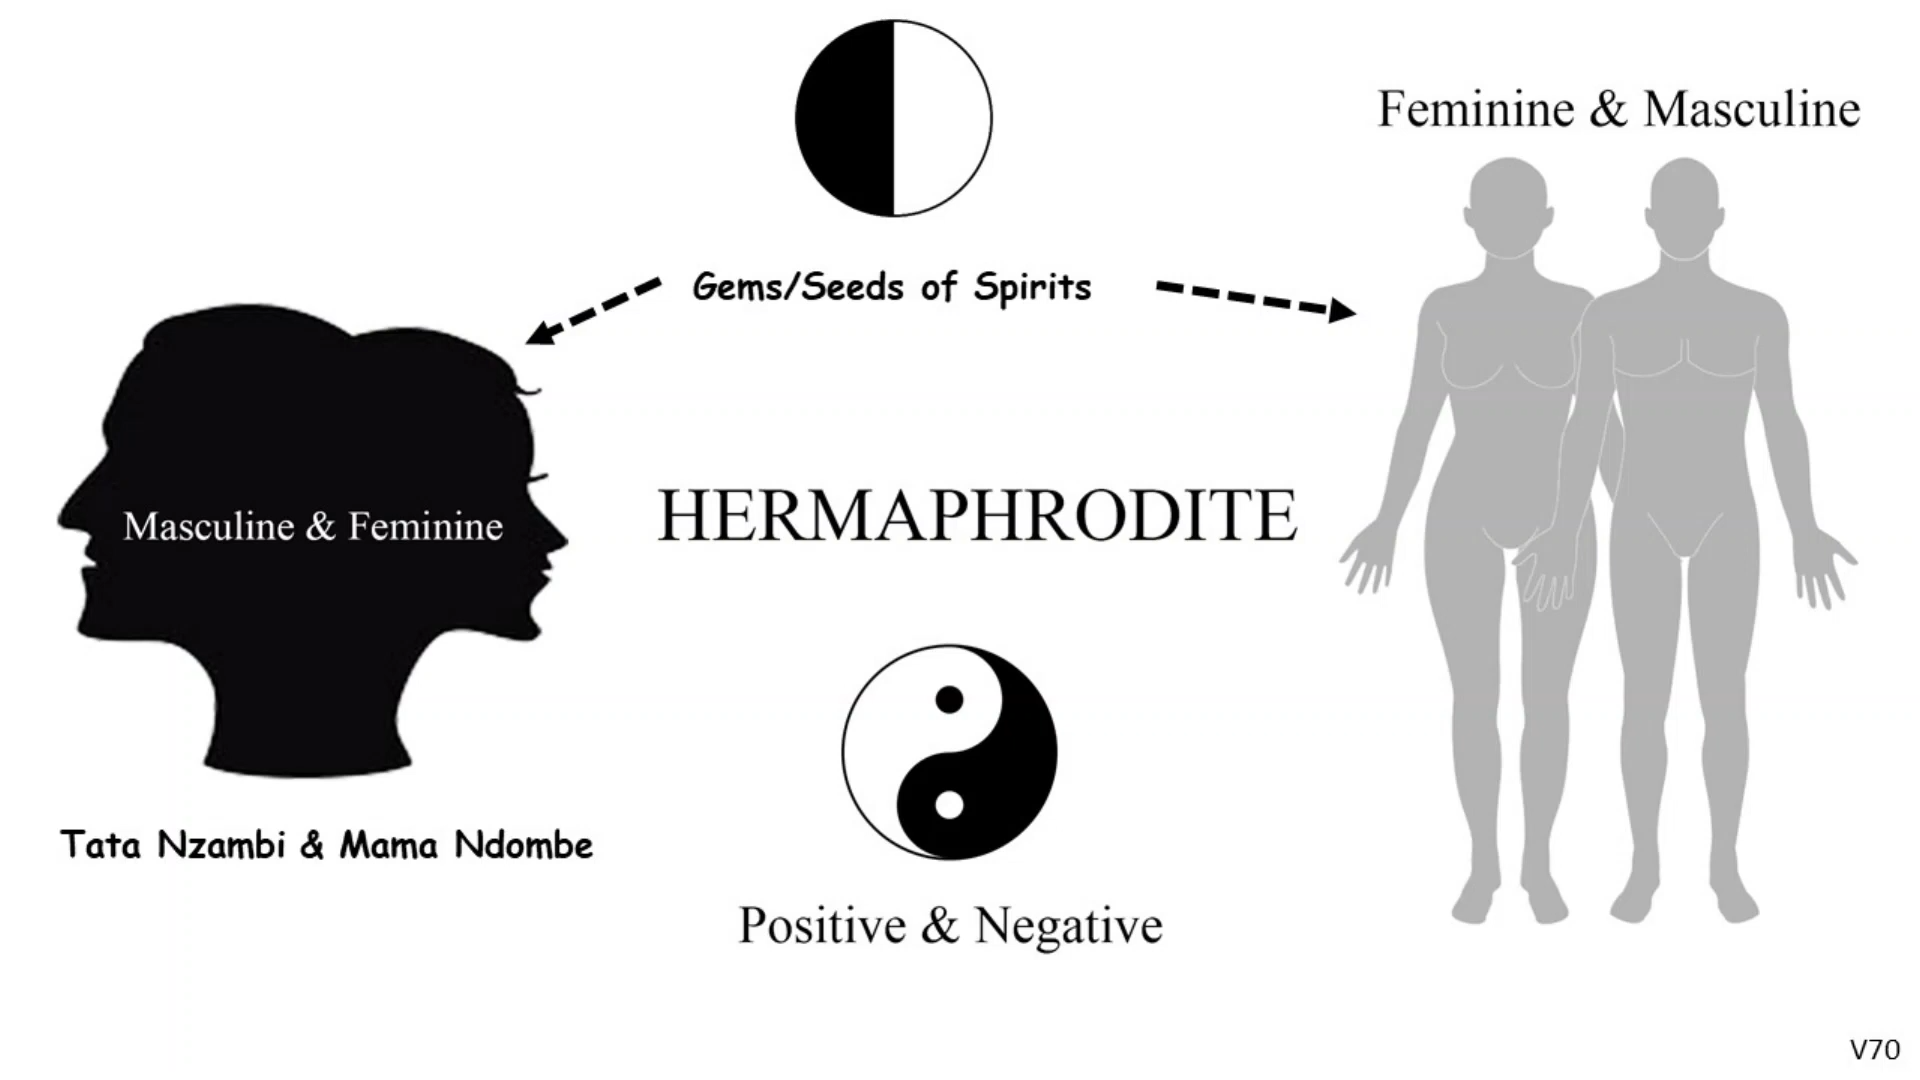 Feminine & Masculine
Gems/Seeds of Spirits
Masculine & Feminine
HERMAPHRODITE
Tata Nzambi & Mama Ndombe
Positive & Negative
V70